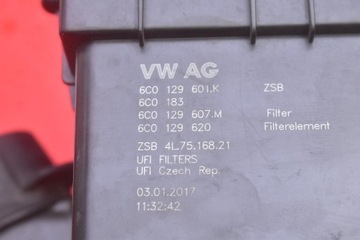 VW AG
6C0 129 601.K ZSB
6C0 183
6C0 129 607.M Filter
6C0 129 620 Filterelement
ZSB 4L.75.168.21
UFI FILTERS
UFI Czech Rep.
03.01.2017
11:32:42